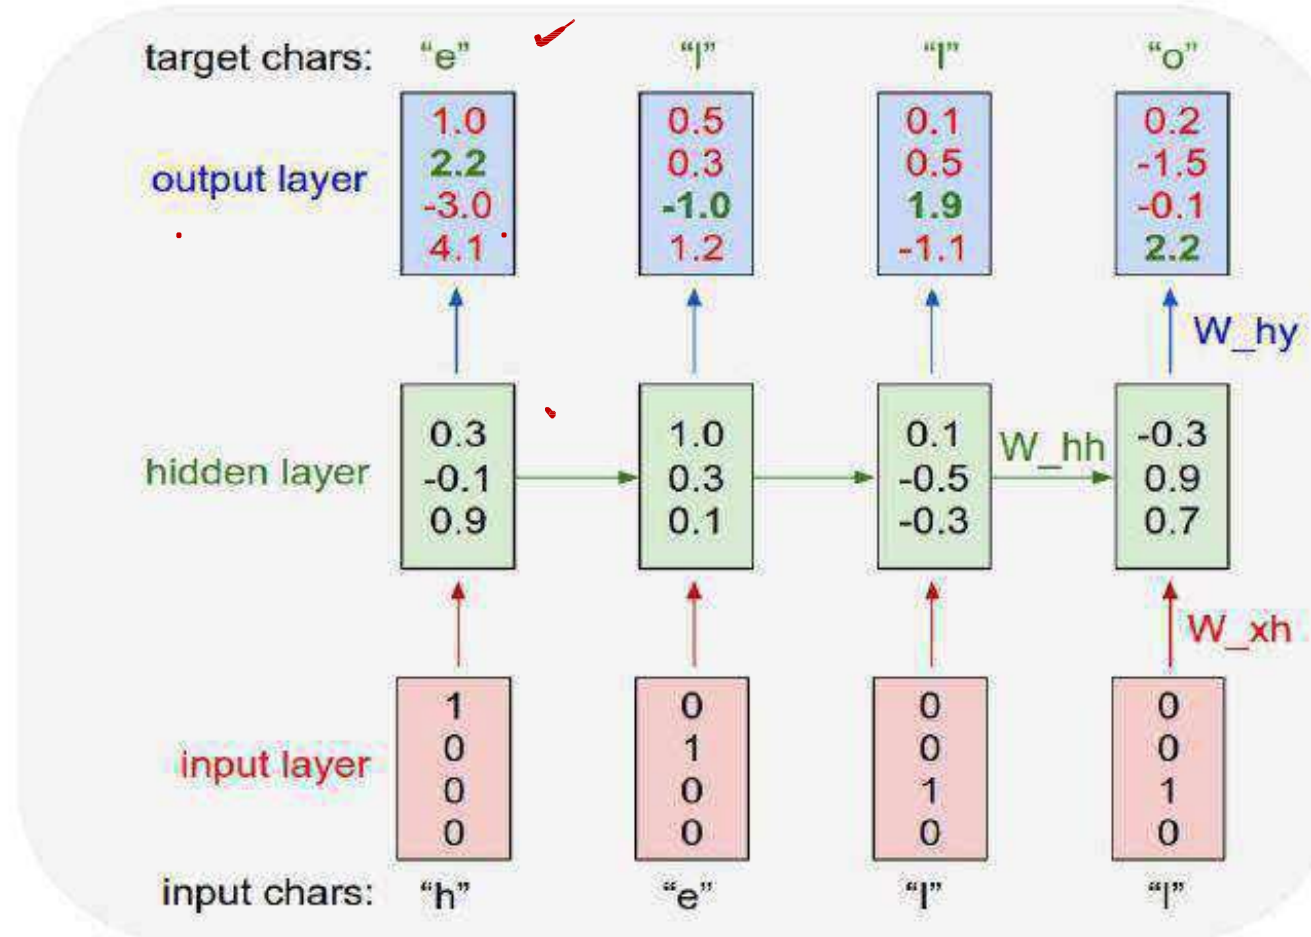 target chars: “e” “l” “l” “o”
1.0 0.5 0.1 0.2
output layer 2.2 0.3 0.5 -1.5
-3.0 -1.0 1.9 -0.1
4.1 1.2 -1.1 2.2
W_hy
0.3 1.0 0.1 W_hh -0.3
hidden layer -0.1 0.3 -0.5 0.9
0.9 0.1 -0.3 0.7
W_xh
1 0 0 0
input layer 0 1 0 0
0 0 1 1
0 0 0 0
input chars: “h” “e” “l” “l”